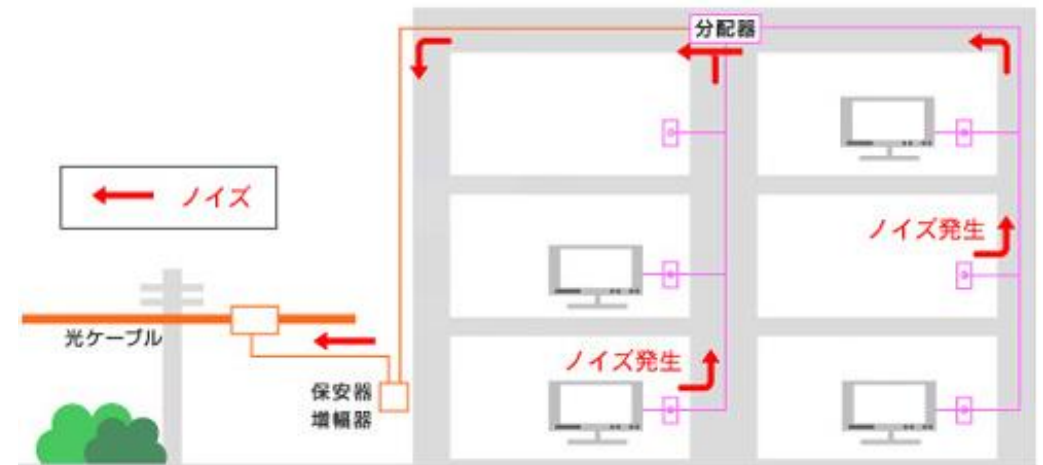 分配器
ノイズ
ノイズ発生
光ケーブル
ノイズ発生
保安器
増幅器